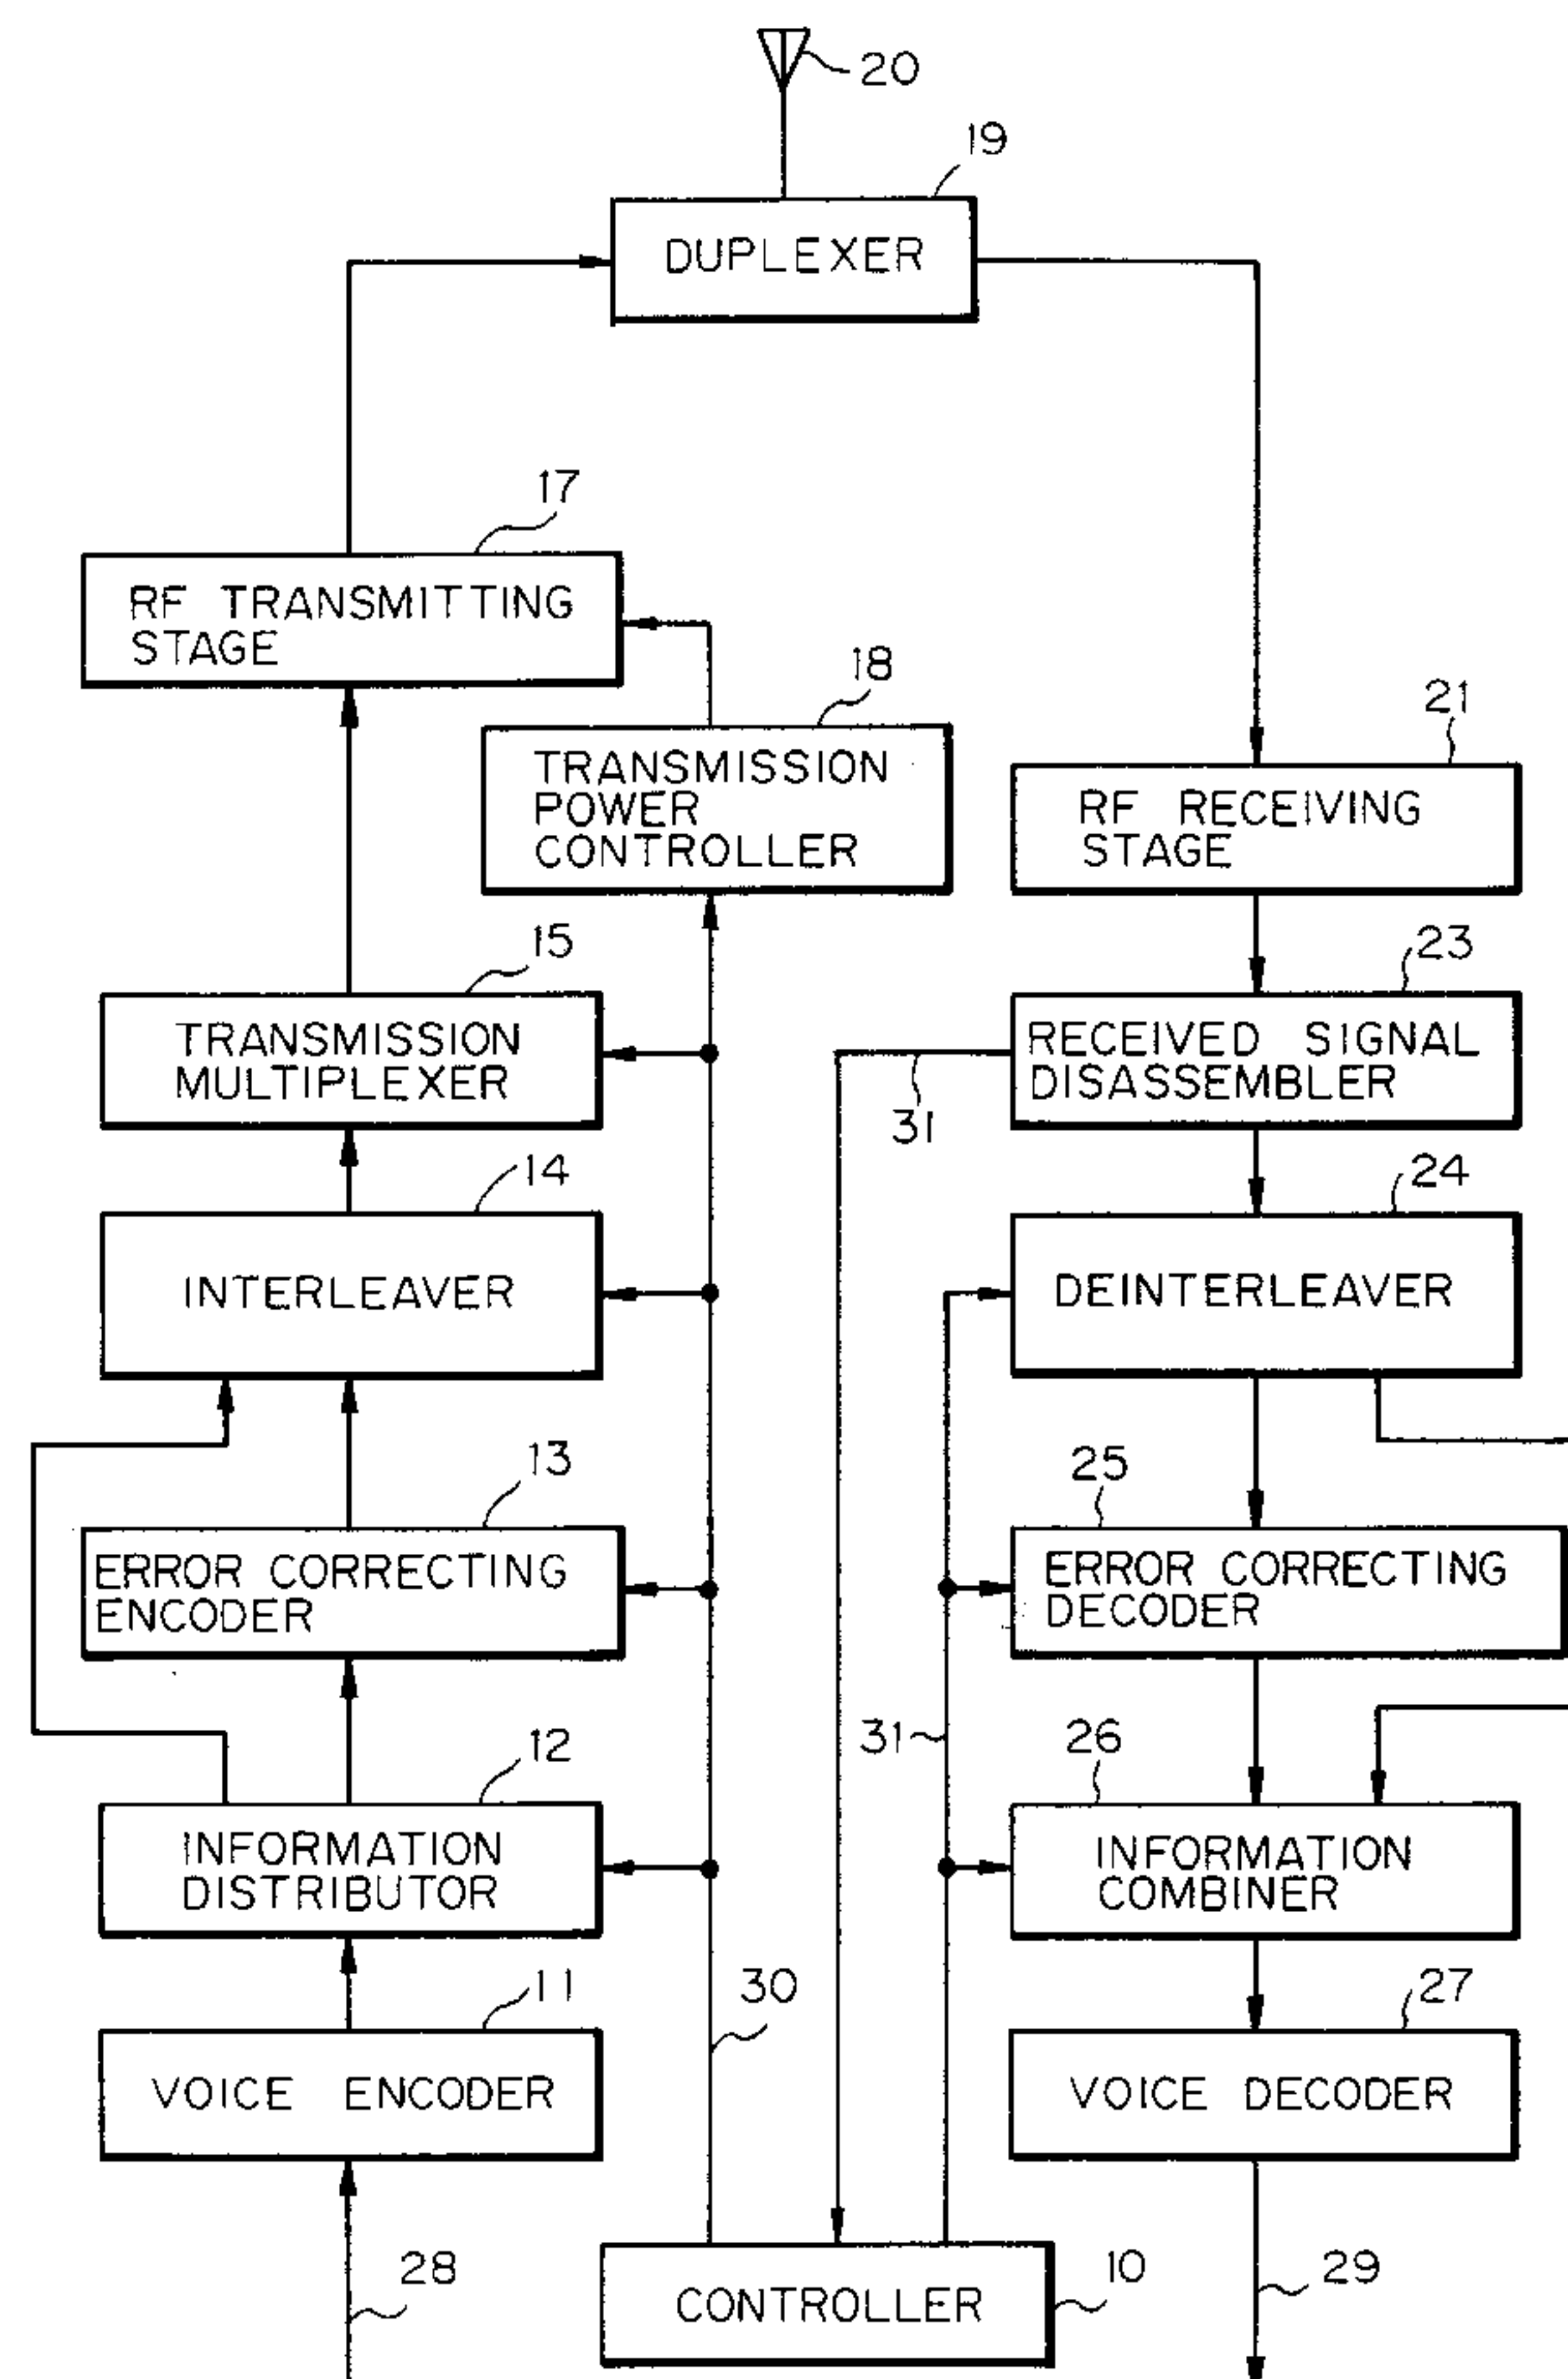 20
19
DUPLEXER
17
RF TRANSMITTING
STAGE
18
TRANSMISSION
POWER
CONTROLLER
21
RF RECEIVING
STAGE
15
TRANSMISSION
MULTIPLEXER
23
RECEIVED SIGNAL
DISASSEMBLER
31
14
INTERLEAVER
24
DEINTERLEAVER
13
ERROR CORRECTING
ENCODER
25
ERROR CORRECTING
DECODER
12
INFORMATION
DISTRIBUTOR
31
26
INFORMATION
COMBINER
11
VOICE ENCODER
30
27
VOICE DECODER
28
CONTROLLER
10
29